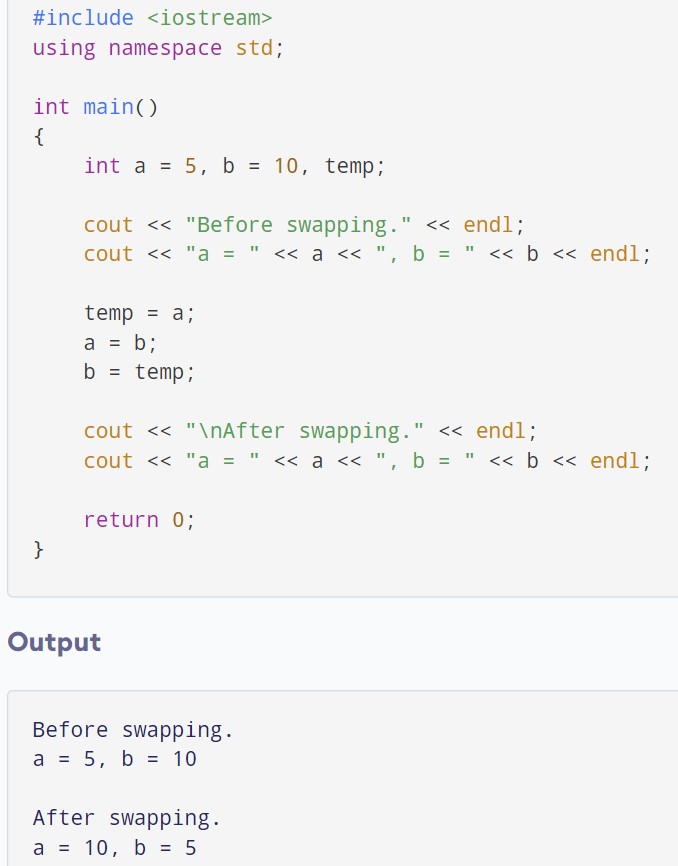 #include <iostream>
using namespace std;
int main()
{
int a = 5, b = 10, temp;
cout << "Before swapping." << endl;
cout << "a = " << a << ", b = " << b << endl;
temp = a;
a = b;
b = temp;
cout << "\nAfter swapping." << endl;
cout << "a = " << a << ", b = " << b << endl;
return 0;
}
Output
Before swapping.
a = 5, b = 10
After swapping.
a = 10, b = 5